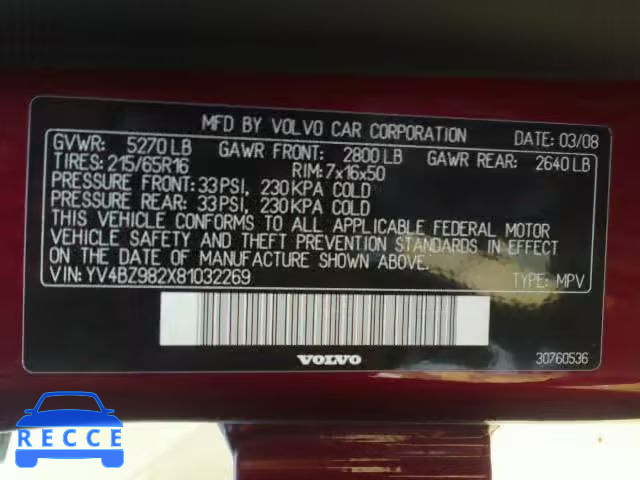 MFD BY VOLVO CAR CORPORATION DATE: 03/08
GVWR: 5270 LB GAWR FRONT: 2800 LB GAWR REAR: 2640 LB
TIRES: 215/65R16 RIM: 7x16x50
PRESSURE FRONT: 33 PSI, 230 KPA COLD
PRESSURE REAR: 33 PSI, 230 KPA COLD
THIS VEHICLE CONFORMS TO ALL APPLICABLE FEDERAL MOTOR
VEHICLE SAFETY AND THEFT PREVENTION STANDARDS IN EFFECT
ON THE DATE OF MANUFACTURE SHOWN ABOVE.
VIN: YV4BZ982X81032269 TYPE: MPV
VOLVO 30760536
RECCE